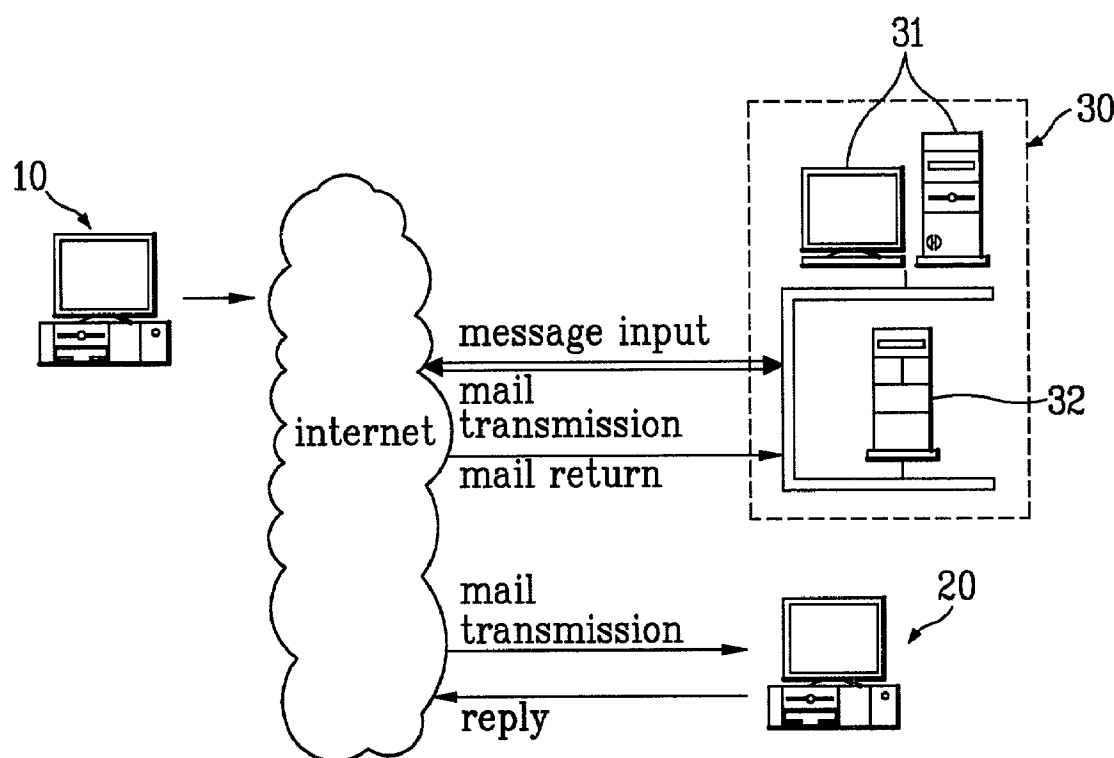 31
30
10
message input
mail
transmission
internet
32
mail return
mail
transmission
20
reply